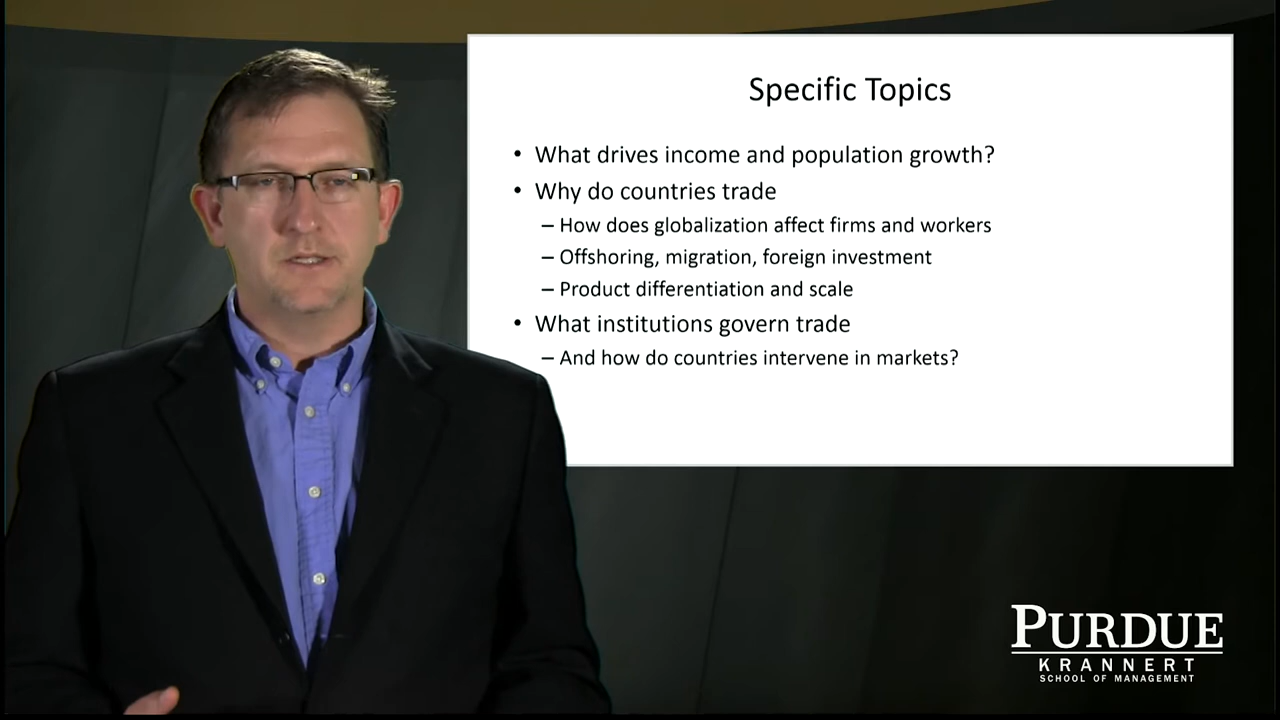 Specific Topics
• What drives income and population growth?
• Why do countries trade
– How does globalization affect firms and workers
– Offshoring, migration, foreign investment
– Product differentiation and scale
• What institutions govern trade
– And how do countries intervene in markets?
PURDUE
KRANNERT
SCHOOL OF MANAGEMENT